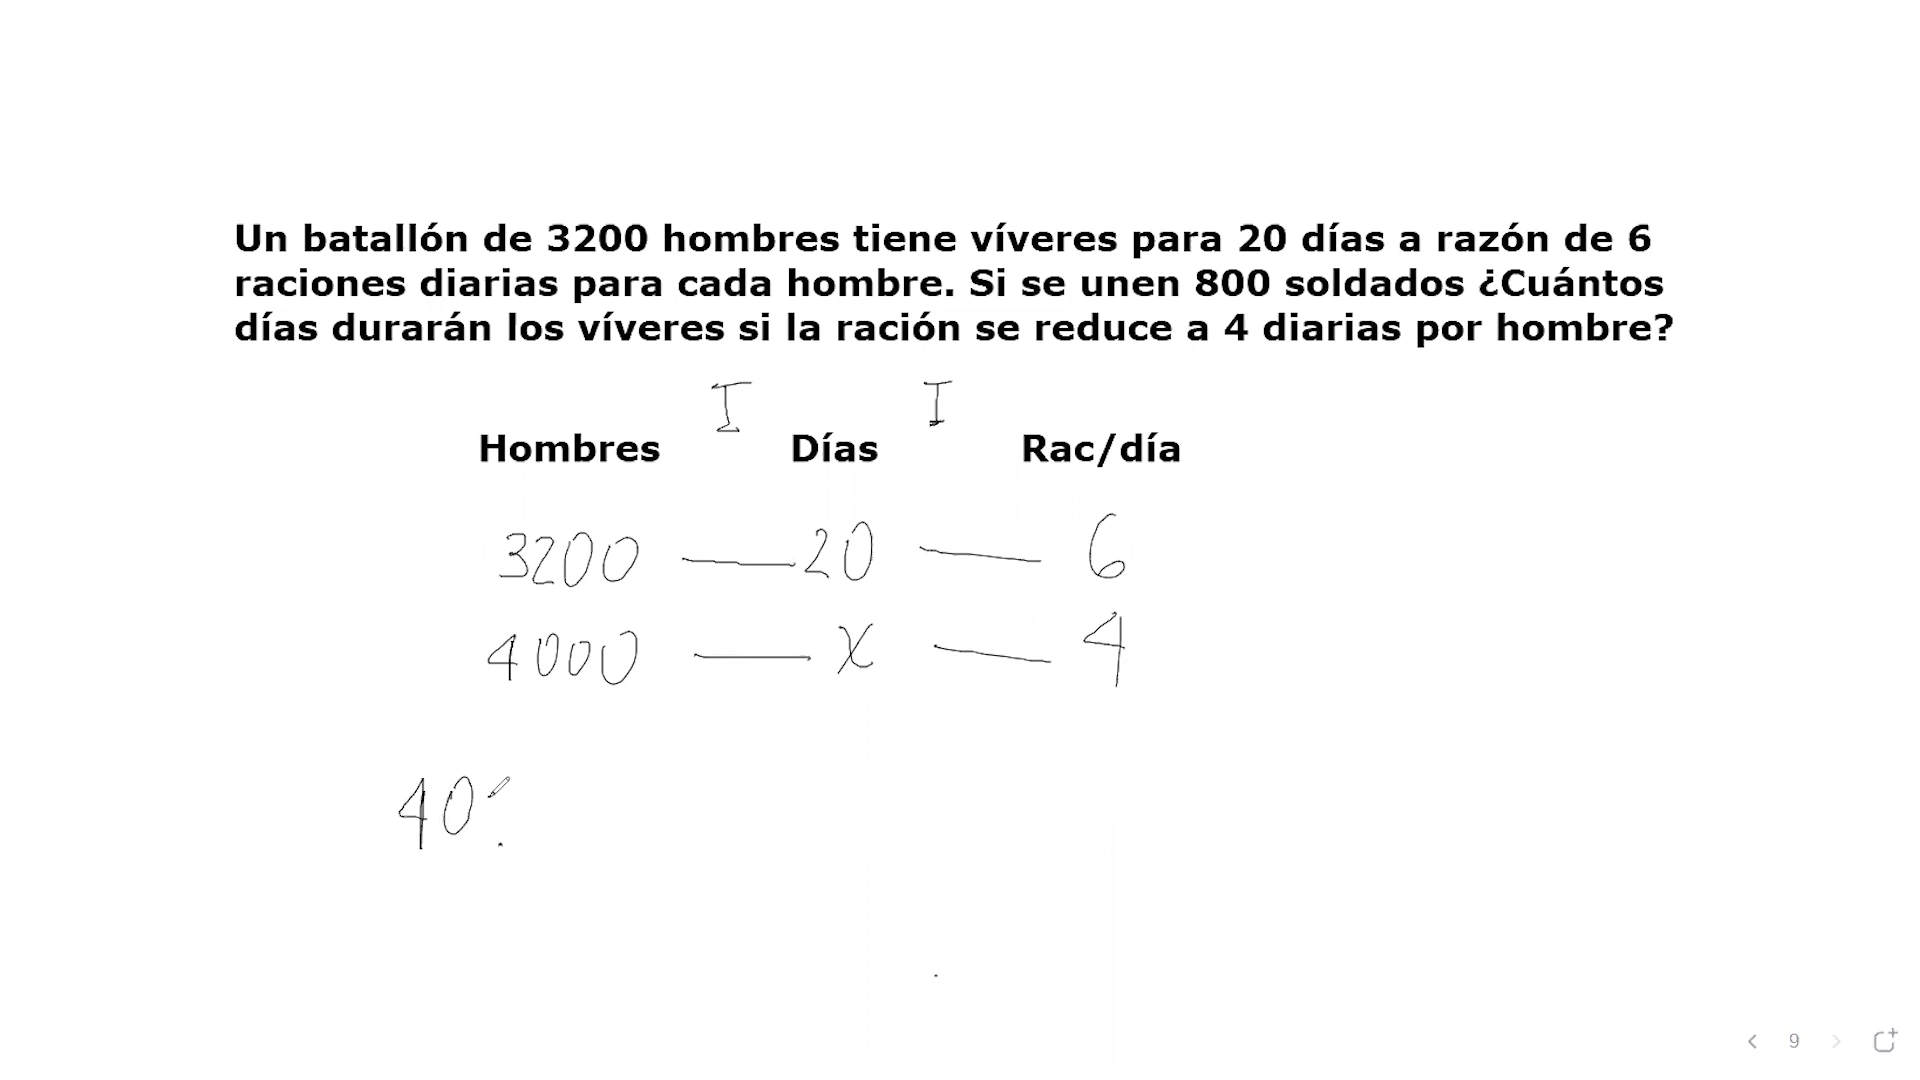 Un batallón de 3200 hombres tiene víveres para 20 días a razón de 6
raciones diarias para cada hombre. Si se unen 800 soldados ¿Cuántos
días durarán los víveres si la ración se reduce a 4 diarias por hombre?
I I
Hombres Días Rac/día
3200 — 20 — 6
4000 — x — 4
40
9